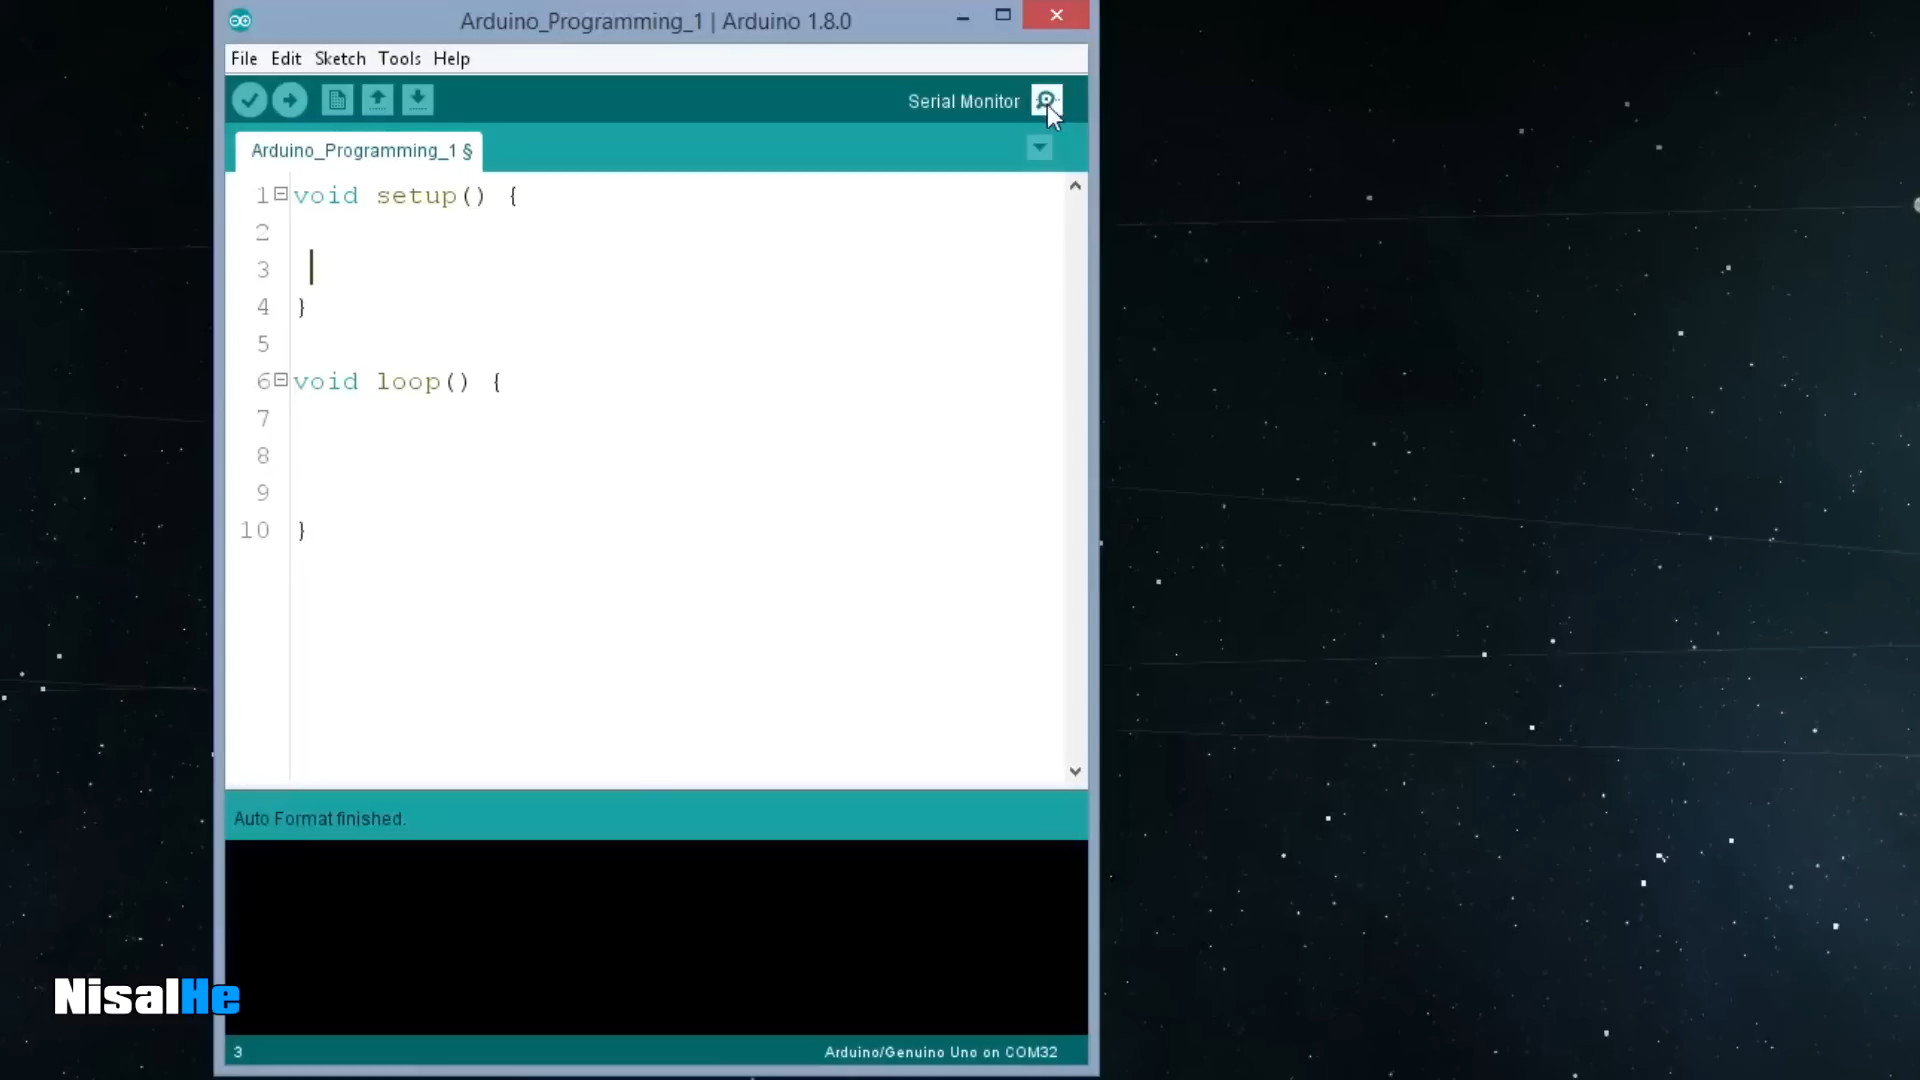 Arduino_Programming_1 | Arduino 1.8.0
File Edit Sketch Tools Help
Serial Monitor
Arduino_Programming_1 §
1 void setup() {
2
3
4 }
5
6 void loop() {
7
8
9
10 }
Auto Format finished.
NisalHe
3 Arduino/Genuino Uno on COM32